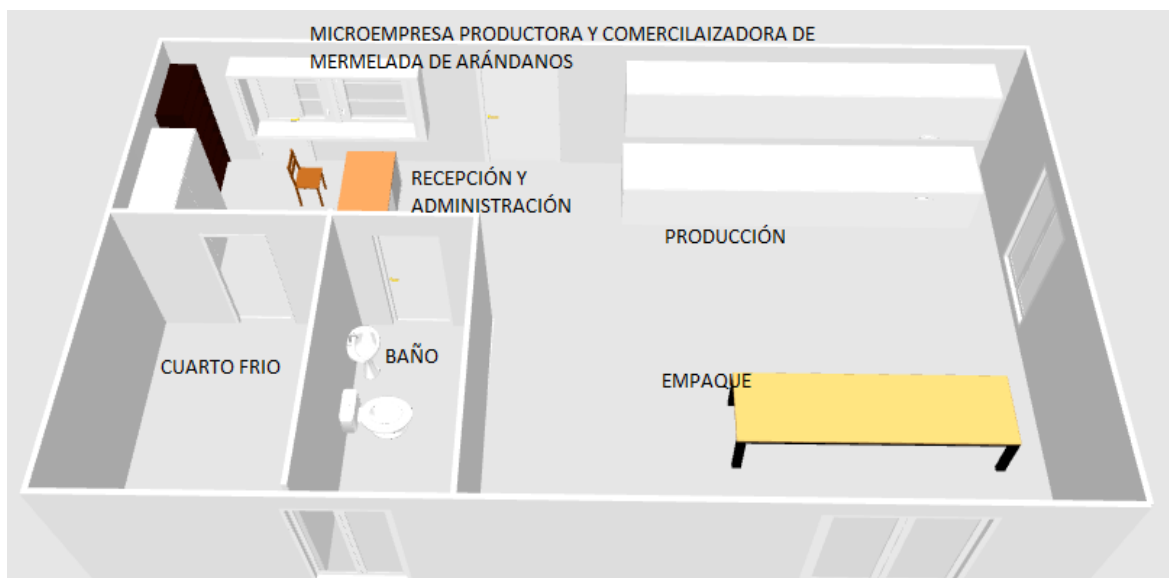 MICROEMPRESA PRODUCTORA Y COMERCILAIZADORA DE
MERMELADA DE ARÁNDANOS
RECEPCIÓN Y
ADMINISTRACIÓN
PRODUCCIÓN
CUARTO FRIO
BAÑO
EMPAQUE